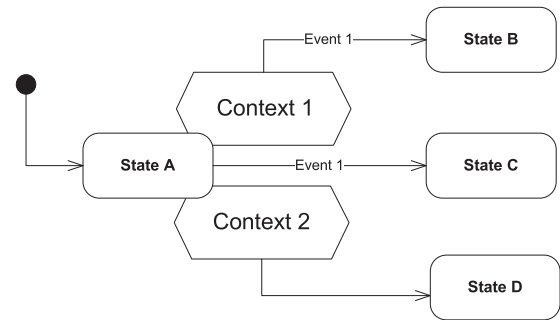 Event 1
State B
Context 1
State A
Event 1
State C
Context 2
State D